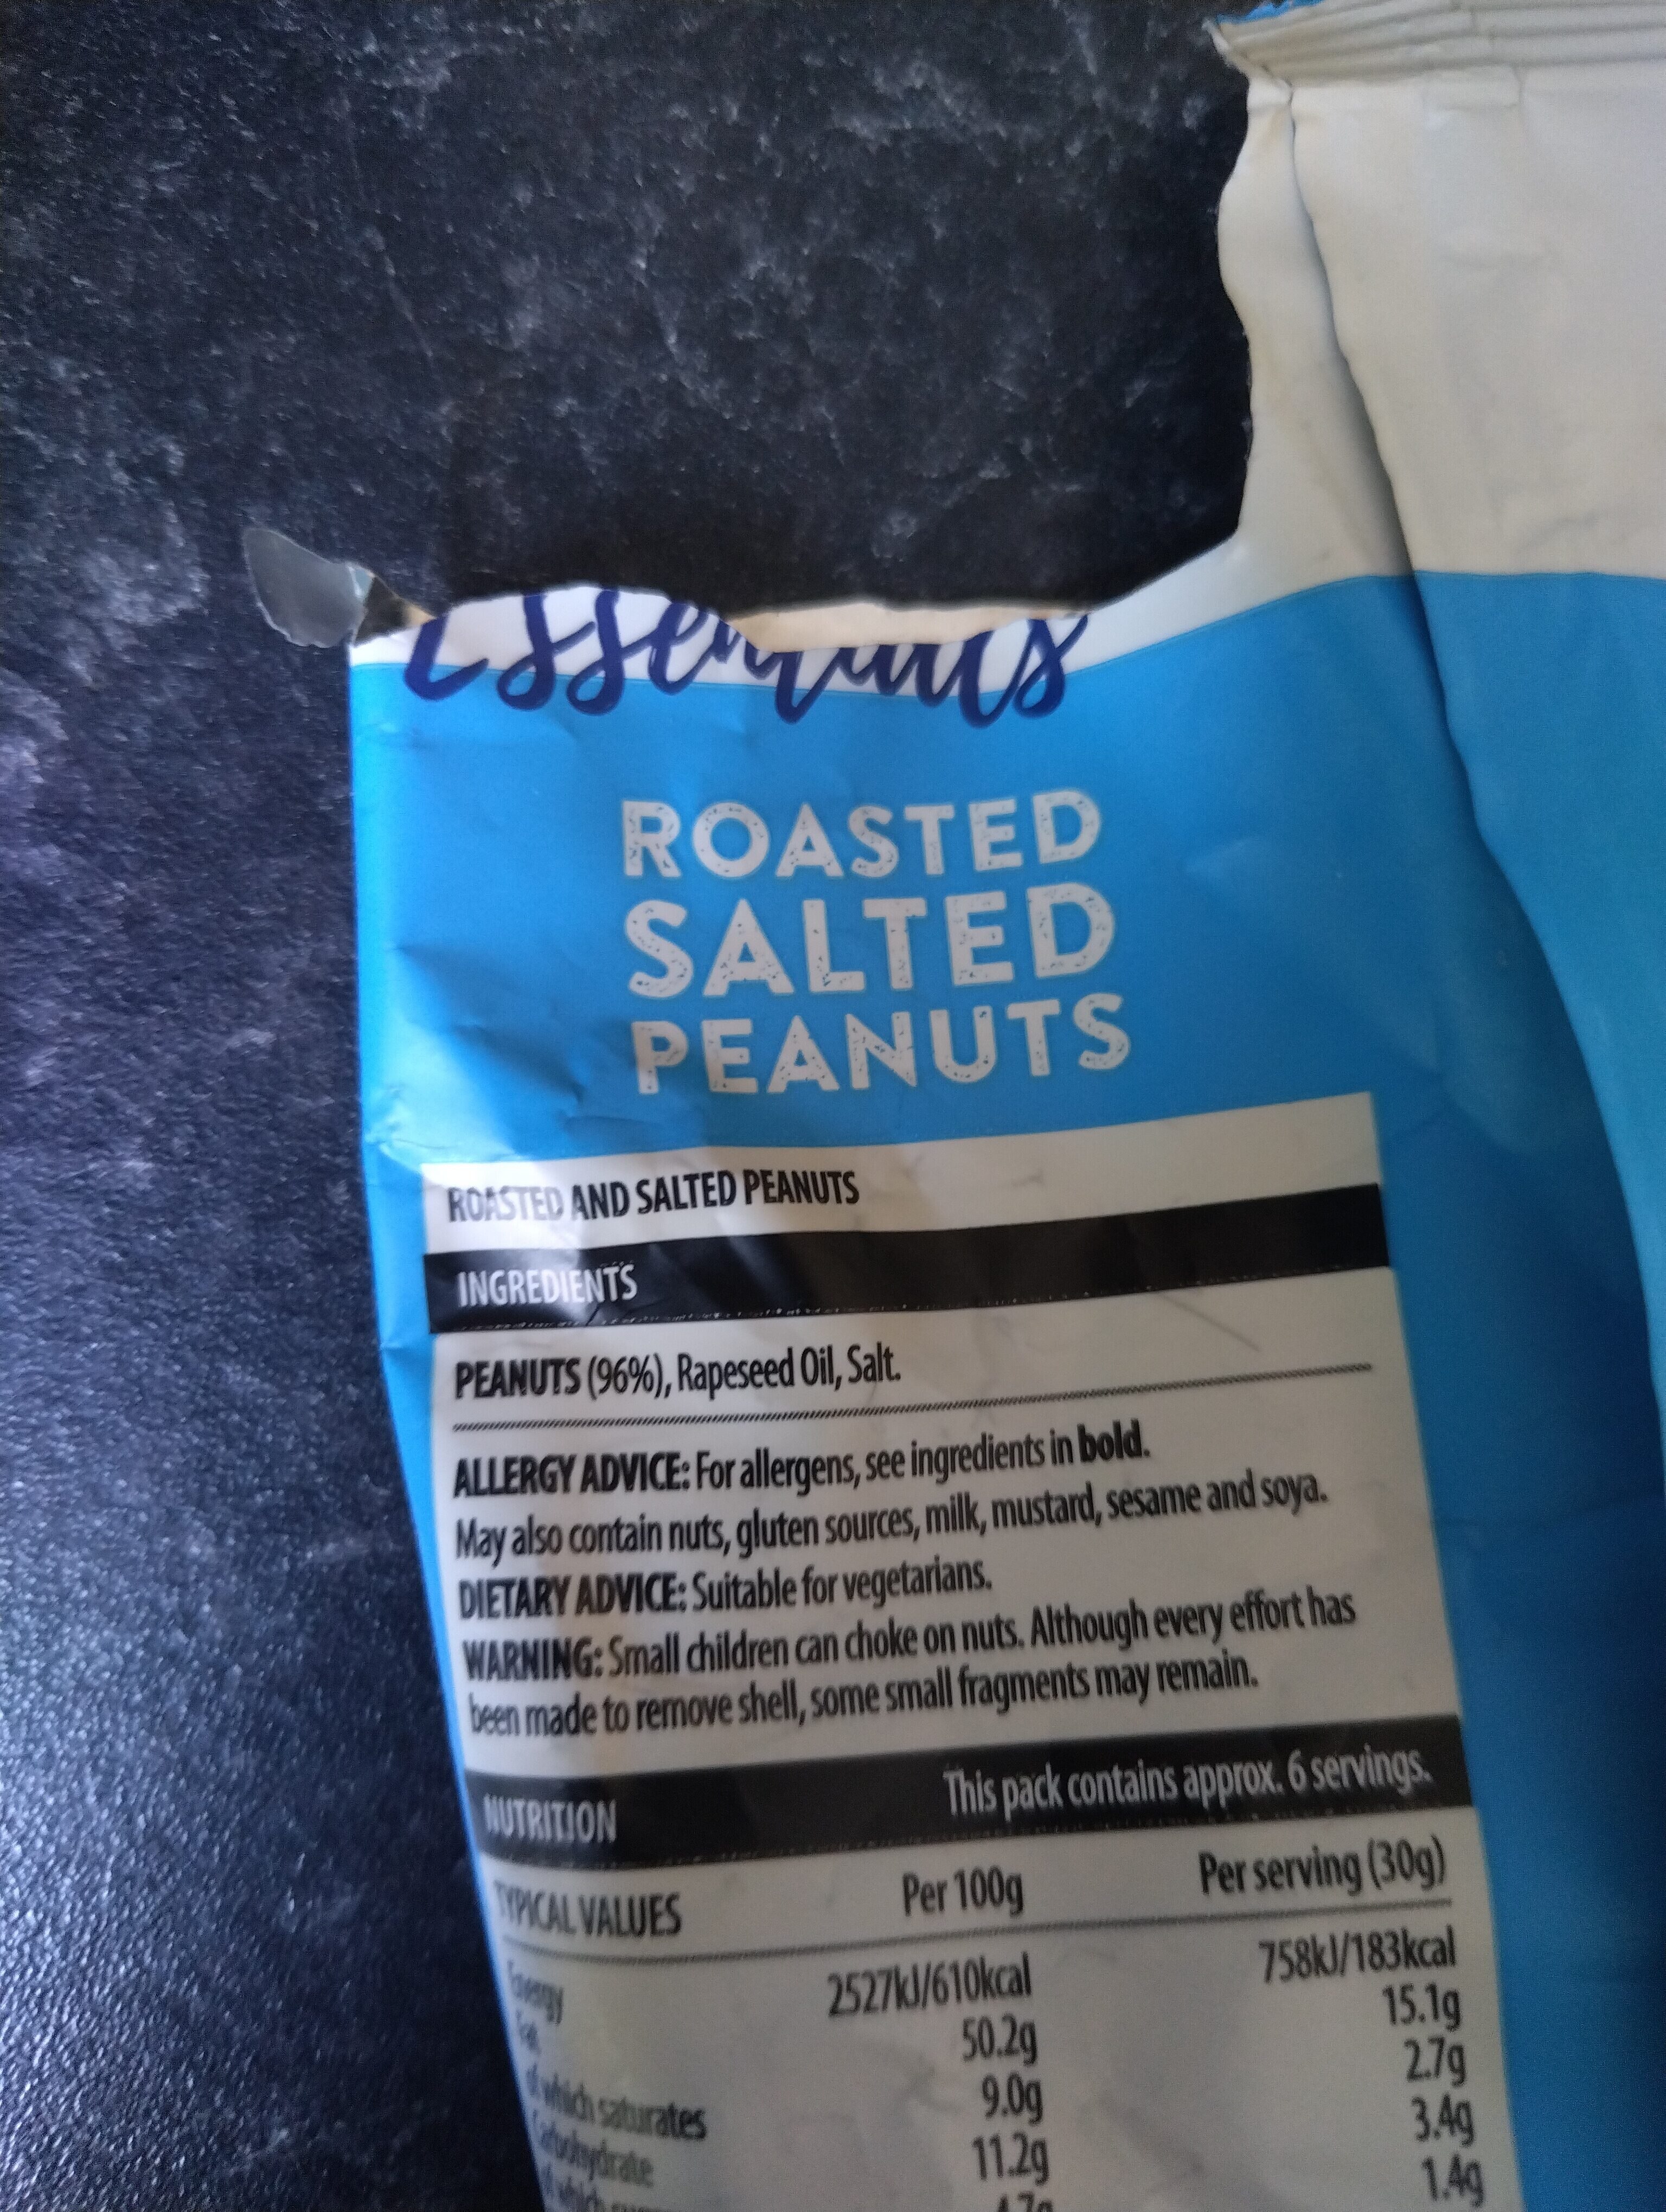 Essentials
ROASTED
SALTED
PEANUTS
ROASTED AND SALTED PEANUTS
INGREDIENTS
PEANUTS (96%), Rapeseed Oil, Salt.
ALLERGY ADVICE: For allergens, see ingredients in bold.
May also contain nuts, gluten sources, milk, mustard, sesame and soya.
DIETARY ADVICE: Suitable for vegetarians.
WARNING: Small children can choke on nuts. Although every effort has
been made to remove shell, some small fragments may remain.
NUTRITION This pack contains approx. 6 servings.
TYPICAL VALUES Per 100g Per serving (30g)
Energy 2527kJ/610kcal 758kJ/183kcal
Fat 50.2g 15.1g
of which saturates 9.0g 2.7g
Carbohydrate 11.2g 3.4g
of which 4.7g 1.4g